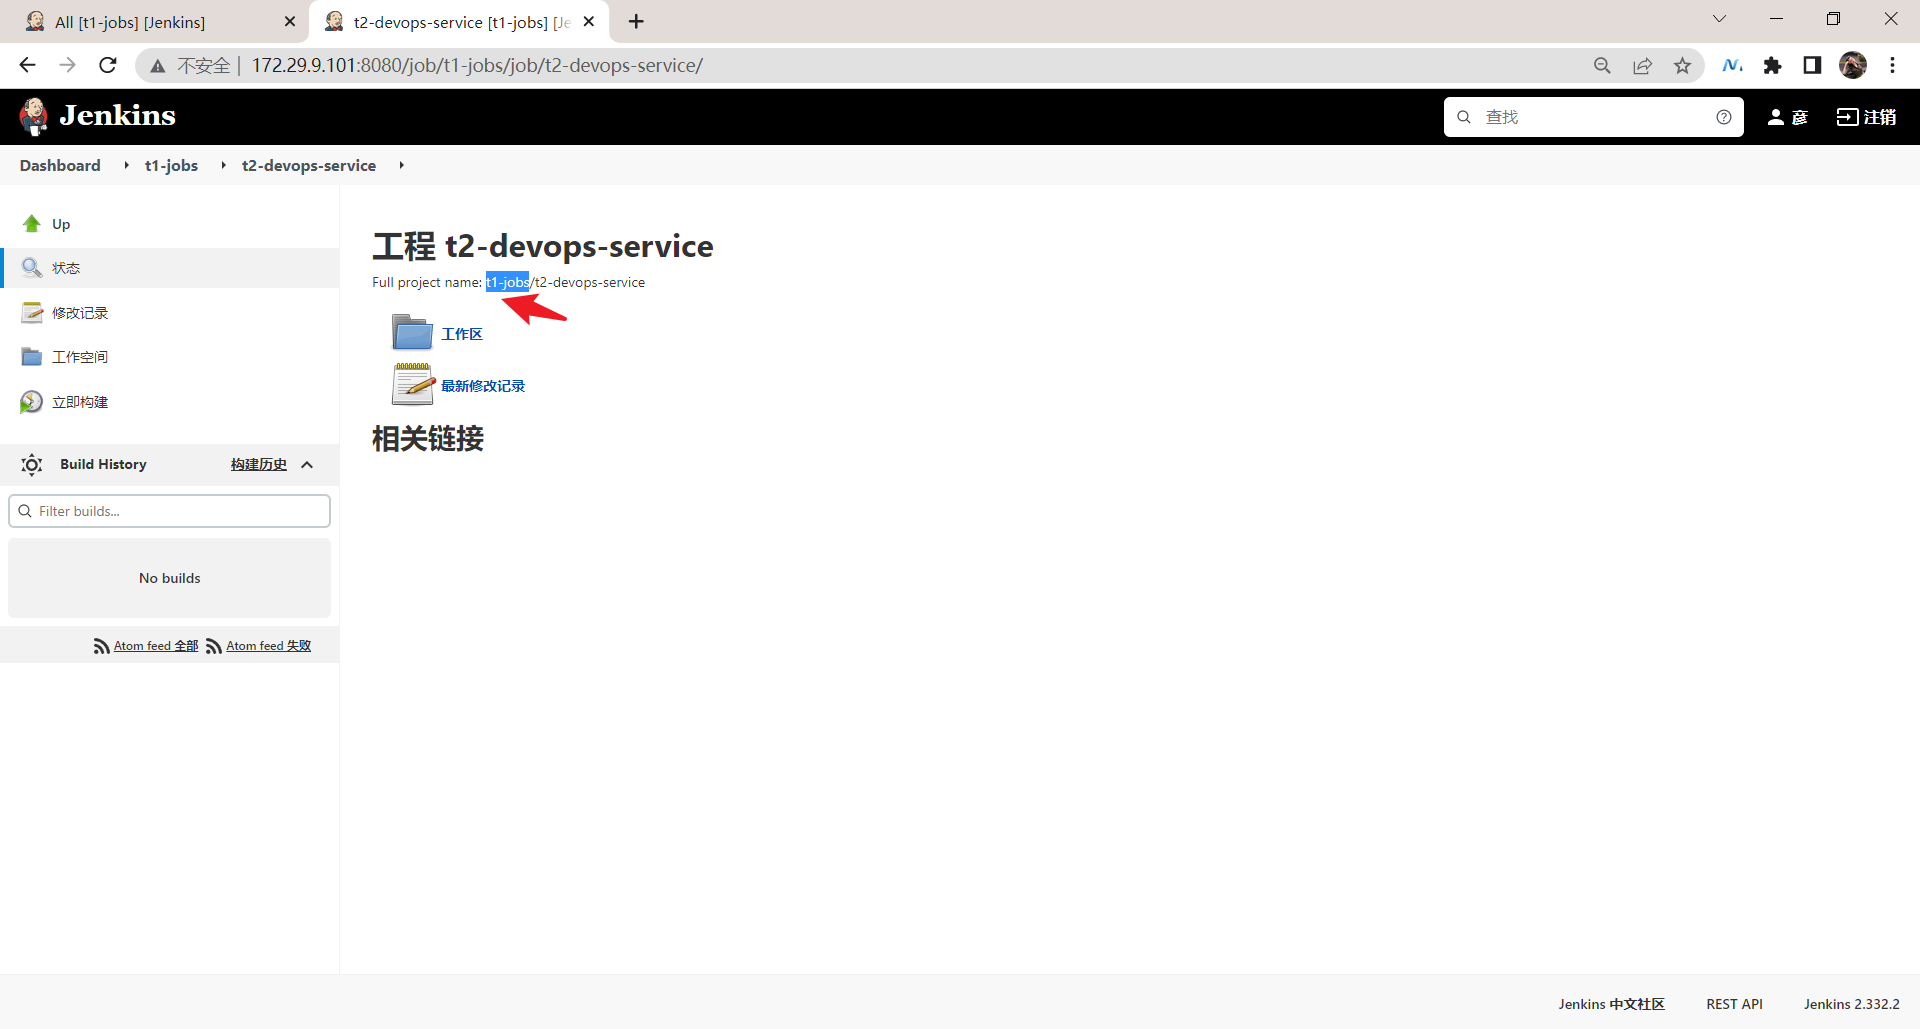 All [t1-jobs] [Jenkins]
t2-devops-service [t1-jobs] [Je
不安全 | 172.29.9.101:8080/job/t1-jobs/job/t2-devops-service/
Jenkins
查找
彦
注销
Dashboard
t1-jobs
t2-devops-service
Up
状态
修改记录
工作空间
立即构建
Build History
构建历史
Filter builds...
No builds
Atom feed 全部
Atom feed 失败
工程 t2-devops-service
Full project name: t1-jobs/t2-devops-service
工作区
最新修改记录
相关链接
Jenkins 中文社区
REST API
Jenkins 2.332.2